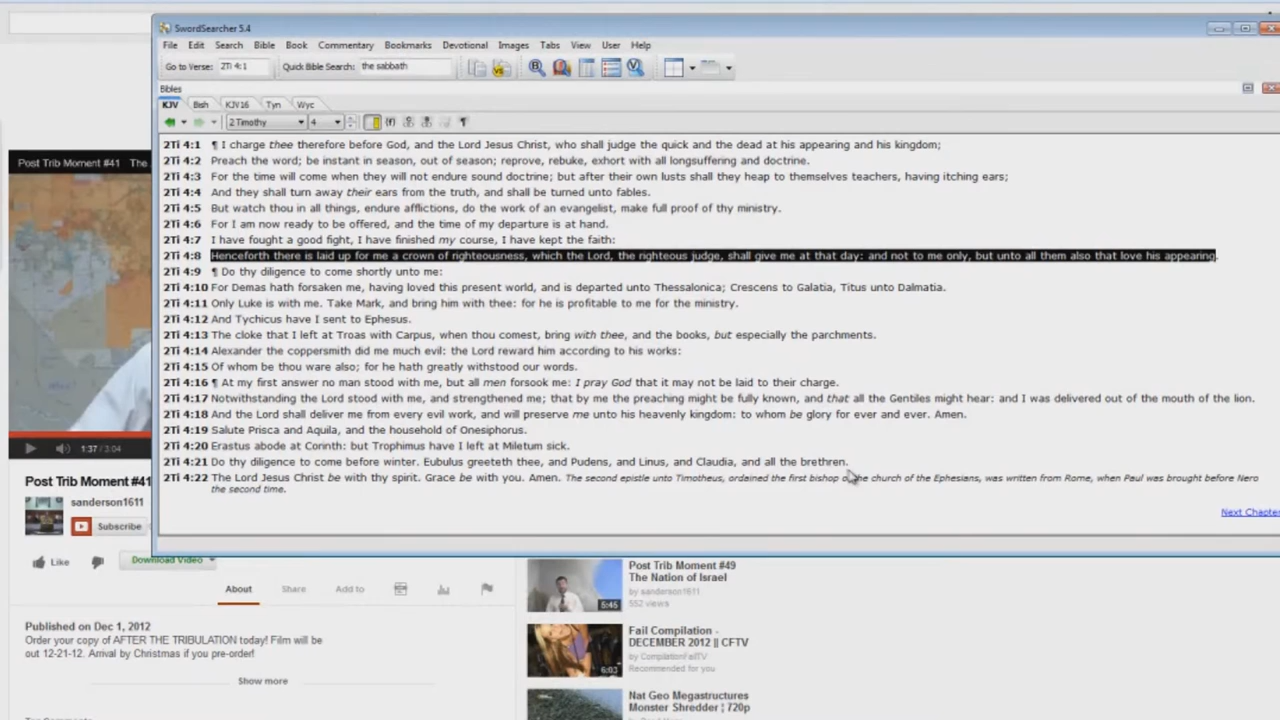 SwordSearcher 5.4
File Edit Search Bible Book Commentary Bookmarks Devotional Images Tabs View User Help
Go to Verse: 2Ti 4:1 Quick Bible Search: the sabbath
Bibles
KJV Bish KJV16 Tyn Wyc
2 Timothy 4
2Ti 4:1 ¶ I charge thee therefore before God, and the Lord Jesus Christ, who shall judge the quick and the dead at his appearing and his kingdom;
2Ti 4:2 Preach the word; be instant in season, out of season; reprove, rebuke, exhort with all longsuffering and doctrine.
2Ti 4:3 For the time will come when they will not endure sound doctrine; but after their own lusts shall they heap to themselves teachers, having itching ears;
2Ti 4:4 And they shall turn away their ears from the truth, and shall be turned unto fables.
2Ti 4:5 But watch thou in all things, endure afflictions, do the work of an evangelist, make full proof of thy ministry.
2Ti 4:6 For I am now ready to be offered, and the time of my departure is at hand.
2Ti 4:7 I have fought a good fight, I have finished my course, I have kept the faith:
2Ti 4:8 Henceforth there is laid up for me a crown of righteousness, which the Lord, the righteous judge, shall give me at that day: and not to me only, but unto all them also that love his appearing.
2Ti 4:9 ¶ Do thy diligence to come shortly unto me:
2Ti 4:10 For Demas hath forsaken me, having loved this present world, and is departed unto Thessalonica; Crescens to Galatia, Titus unto Dalmatia.
2Ti 4:11 Only Luke is with me. Take Mark, and bring him with thee: for he is profitable to me for the ministry.
2Ti 4:12 And Tychicus have I sent to Ephesus.
2Ti 4:13 The cloke that I left at Troas with Carpus, when thou comest, bring with thee, and the books, but especially the parchments.
2Ti 4:14 Alexander the coppersmith did me much evil: the Lord reward him according to his works:
2Ti 4:15 Of whom be thou ware also; for he hath greatly withstood our words.
2Ti 4:16 ¶ At my first answer no man stood with me, but all men forsook me: I pray God that it may not be laid to their charge.
2Ti 4:17 Notwithstanding the Lord stood with me, and strengthened me; that by me the preaching might be fully known, and that all the Gentiles might hear: and I was delivered out of the mouth of the lion.
2Ti 4:18 And the Lord shall deliver me from every evil work, and will preserve me unto his heavenly kingdom: to whom be glory for ever and ever. Amen.
2Ti 4:19 Salute Prisca and Aquila, and the household of Onesiphorus.
2Ti 4:20 Erastus abode at Corinth: but Trophimus have I left at Miletum sick.
2Ti 4:21 Do thy diligence to come before winter. Eubulus greeteth thee, and Pudens, and Linus, and Claudia, and all the brethren.
2Ti 4:22 The Lord Jesus Christ be with thy spirit. Grace be with you. Amen. The second epistle unto Timotheus, ordained the first bishop of the church of the Ephesians, was written from Rome, when Paul was brought before Nero
the second time.
Next Chapter
Post Trib Moment #41 The...
1:37 / 3:04
Post Trib Moment #41
sanderson1611
Subscribe
Like
Download Video
About Share Add to
Published on Dec 1, 2012
Order your copy of AFTER THE TRIBULATION today! Film will be
out 12-21-12. Arrival by Christmas if you pre-order!
Show more
Post Trib Moment #49
The Nation of Israel
by sanderson1611
552 views
5:45
Fail Compilation -
DECEMBER 2012 || CFTV
by CompilationFailTV
Recommended for you
6:03
Nat Geo Megastructures
Monster Shredder ¦ 720p